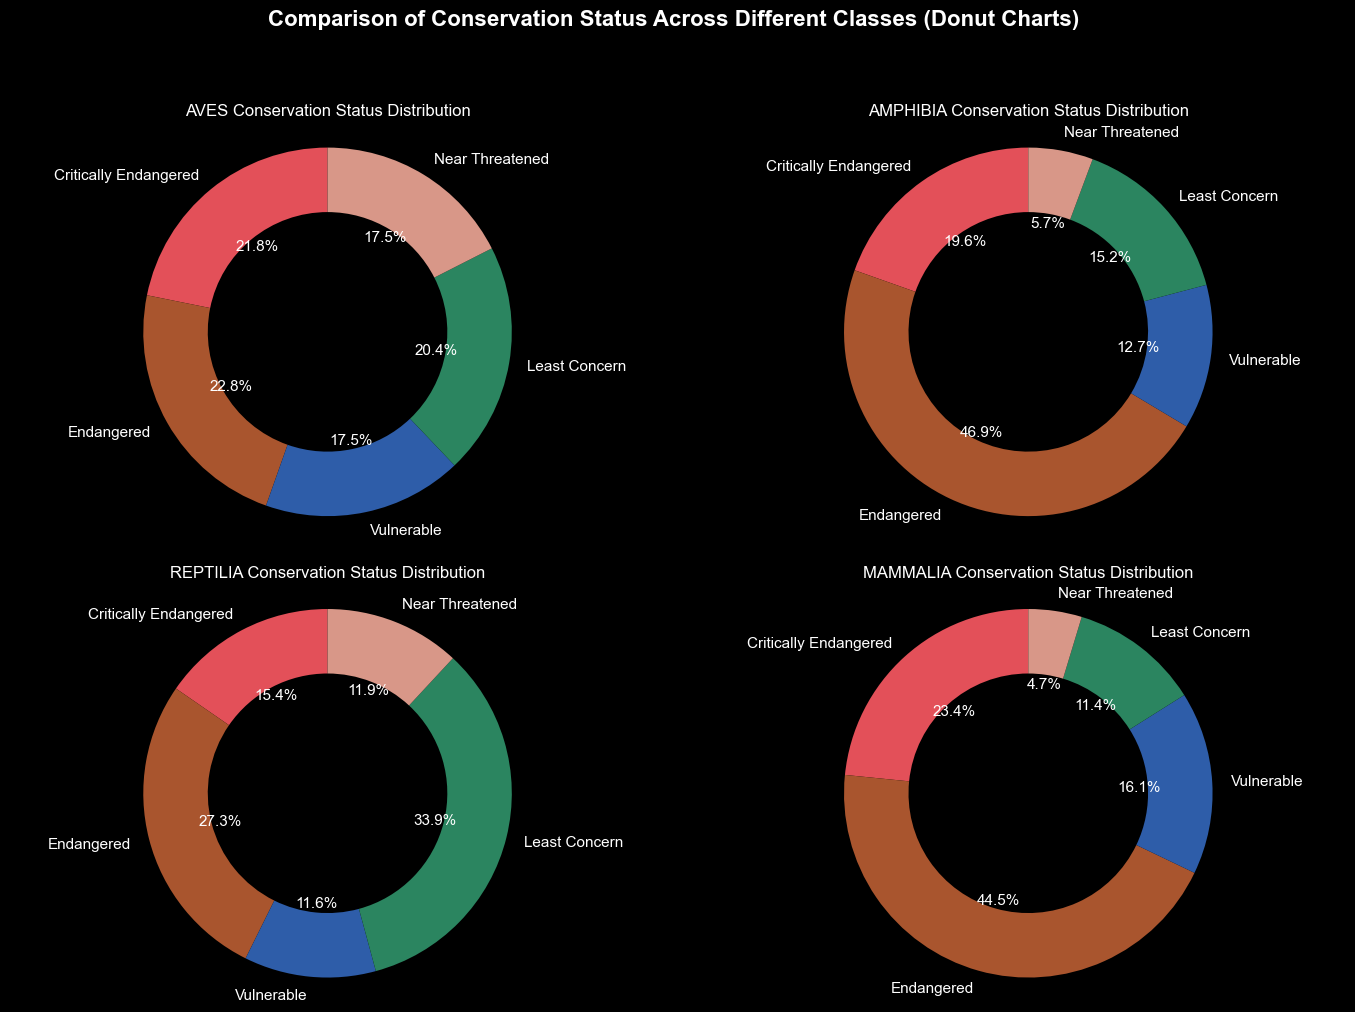 Comparison of Conservation Status Across Different Classes (Donut Charts)
AVES Conservation Status Distribution
Near Threatened
Critically Endangered
17.5%
21.8%
20.4%
Least Concern
22.8%
Endangered
17.5%
Vulnerable
AMPHIBIA Conservation Status Distribution
Near Threatened
Critically Endangered
Least Concern
5.7%
19.6%
15.2%
12.7%
Vulnerable
46.9%
Endangered
REPTILIA Conservation Status Distribution
Near Threatened
Critically Endangered
11.9%
15.4%
27.3%
33.9%
Least Concern
Endangered
11.6%
Vulnerable
MAMMALIA Conservation Status Distribution
Near Threatened
Least Concern
Critically Endangered
4.7%
11.4%
23.4%
Vulnerable
16.1%
44.5%
Endangered